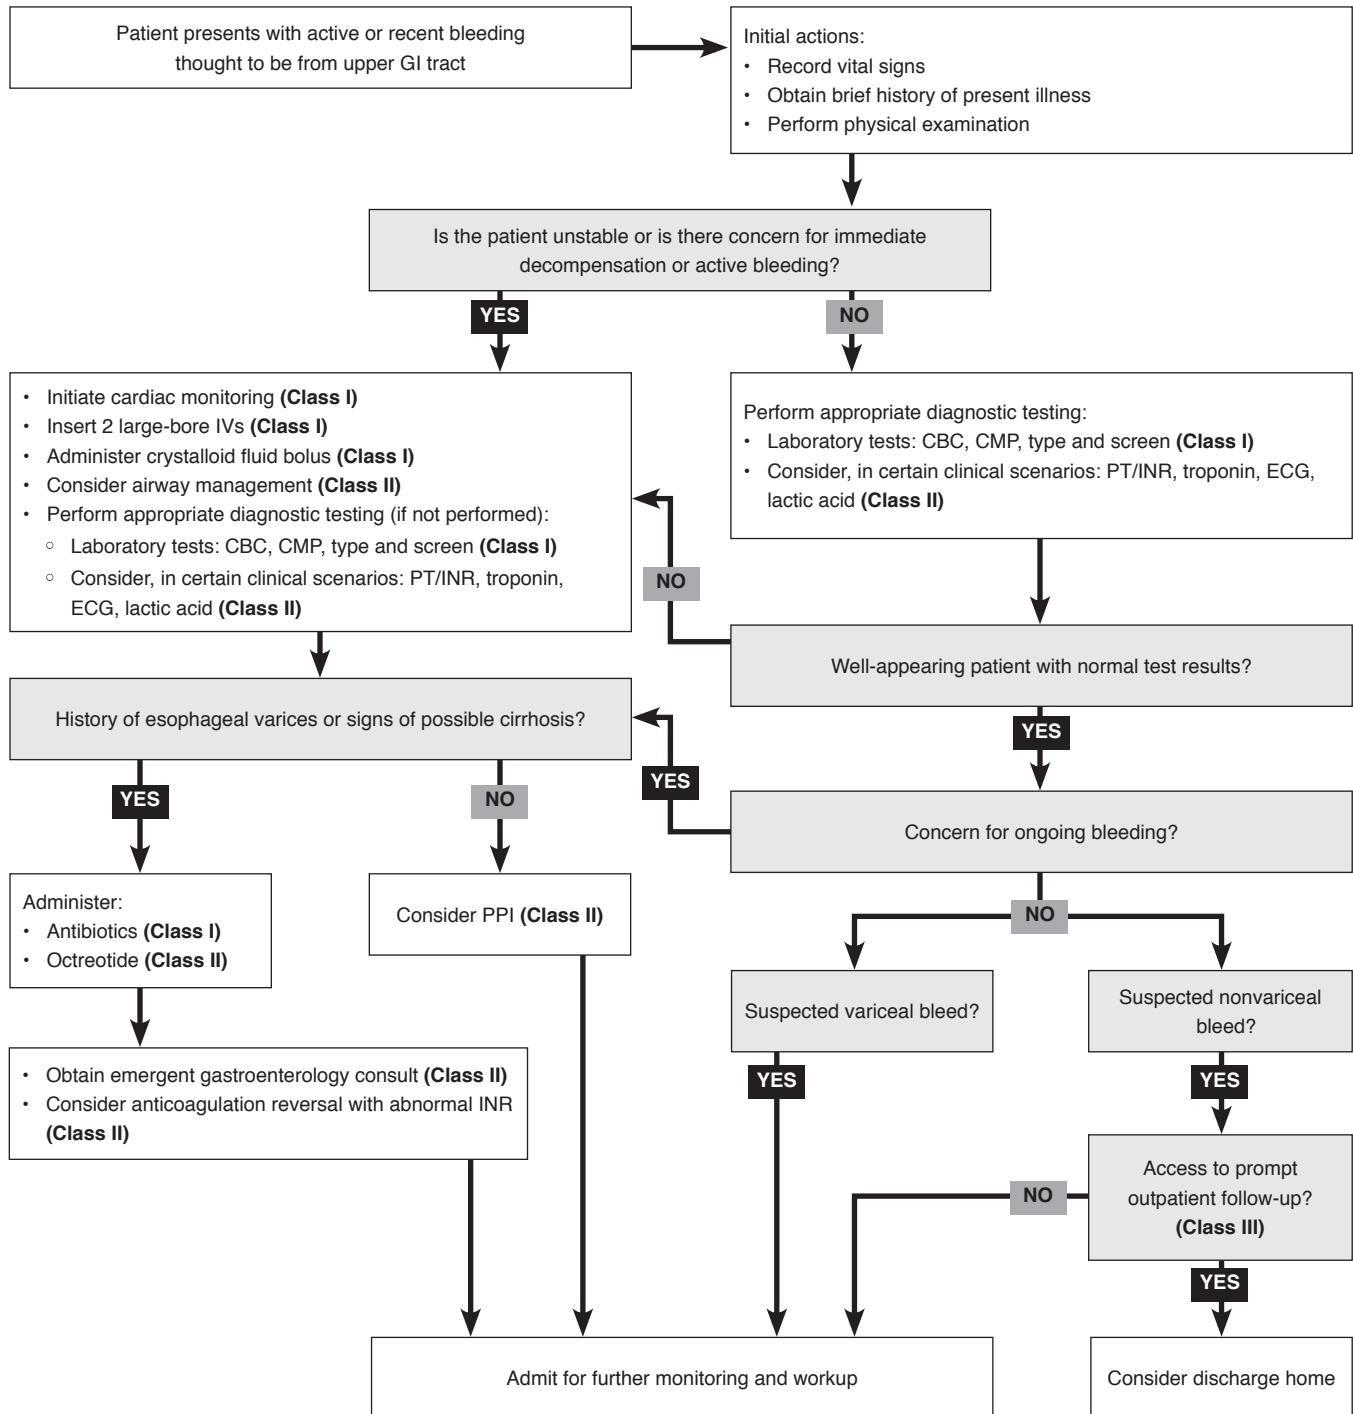 Patient presents with active or recent bleeding
thought to be from upper GI tract
Initial actions:
• Record vital signs
• Obtain brief history of present illness
• Perform physical examination
Is the patient unstable or is there concern for immediate
decompensation or active bleeding?
YES
NO
• Initiate cardiac monitoring (Class I)
• Insert 2 large-bore IVs (Class I)
• Administer crystalloid fluid bolus (Class I)
• Consider airway management (Class II)
• Perform appropriate diagnostic testing (if not performed):
○ Laboratory tests: CBC, CMP, type and screen (Class I)
○ Consider, in certain clinical scenarios: PT/INR, troponin,
ECG, lactic acid (Class II)
Perform appropriate diagnostic testing:
• Laboratory tests: CBC, CMP, type and screen (Class I)
• Consider, in certain clinical scenarios: PT/INR, troponin, ECG,
lactic acid (Class II)
NO
Well-appearing patient with normal test results?
History of esophageal varices or signs of possible cirrhosis?
YES
YES
YES
NO
Concern for ongoing bleeding?
Administer:
• Antibiotics (Class I)
• Octreotide (Class II)
Consider PPI (Class II)
NO
Suspected variceal bleed?
Suspected nonvariceal
bleed?
• Obtain emergent gastroenterology consult (Class II)
• Consider anticoagulation reversal with abnormal INR
(Class II)
YES
YES
Access to prompt
outpatient follow-up?
(Class III)
NO
YES
Admit for further monitoring and workup
Consider discharge home